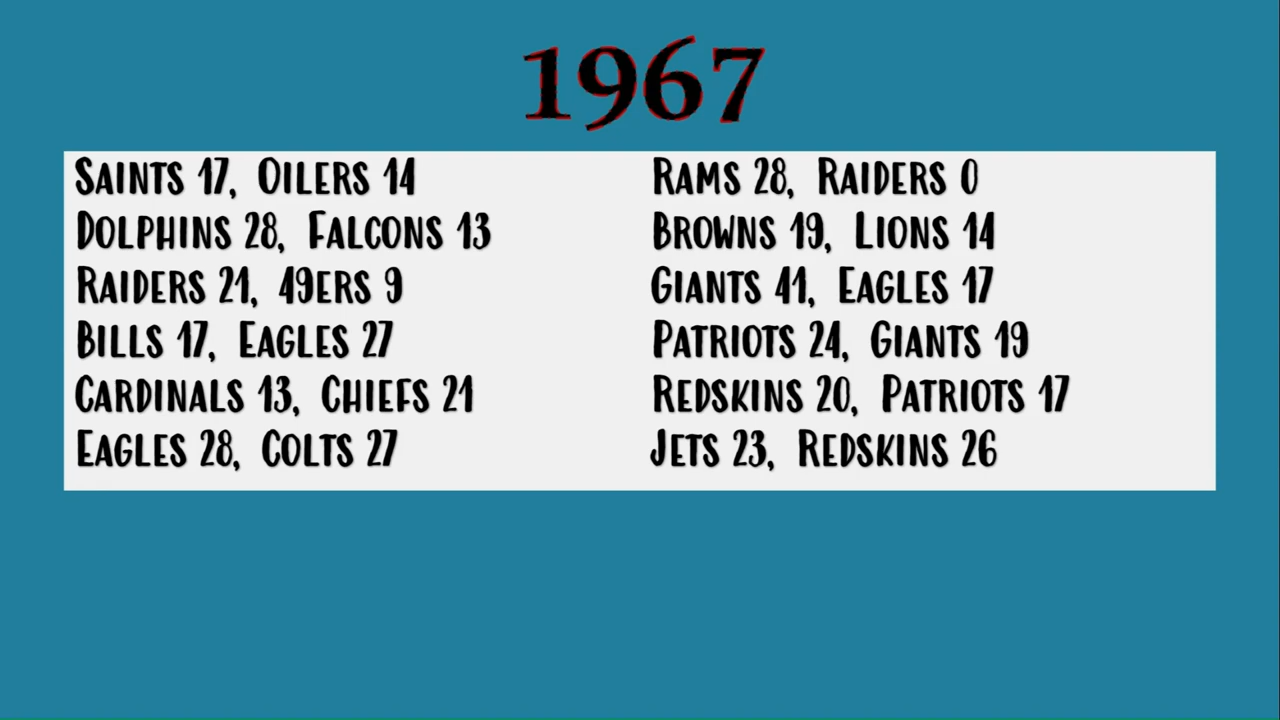 1967
Saints 17, Oilers 14
Dolphins 28, Falcons 13
Raiders 21, 49ers 9
Bills 17, Eagles 27
Cardinals 13, Chiefs 21
Eagles 28, Colts 27
Rams 28, Raiders 0
Browns 19, Lions 14
Giants 41, Eagles 17
Patriots 24, Giants 19
Redskins 20, Patriots 17
Jets 23, Redskins 26